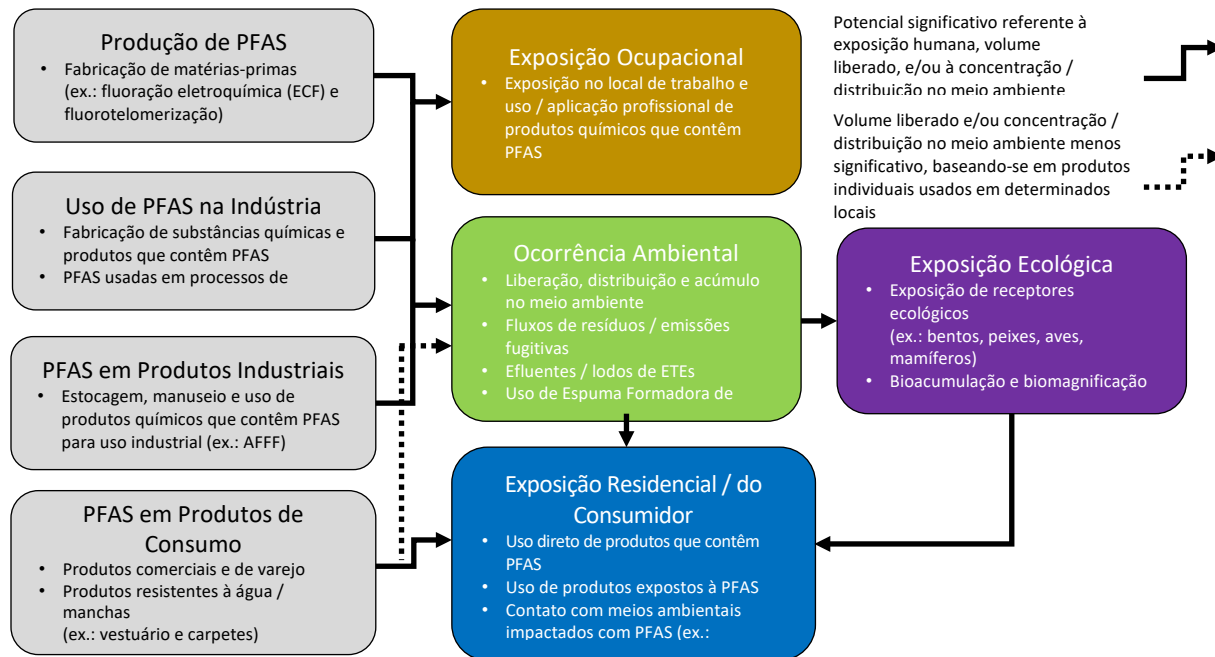 Produção de PFAS
• Fabricação de matérias-primas
(ex.: fluoração eletroquímica (ECF) e
fluorotelomerização)
Uso de PFAS na Indústria
• Fabricação de substâncias químicas e
produtos que contêm PFAS
• PFAS usadas em processos de
PFAS em Produtos Industriais
• Estocagem, manuseio e uso de
produtos químicos que contêm PFAS
para uso industrial (ex.: AFFF)
PFAS em Produtos de
Consumo
• Produtos comerciais e de varejo
• Produtos resistentes à água /
manchas
(ex.: vestuário e carpetes)
Exposição Ocupacional
• Exposição no local de trabalho e
uso / aplicação profissional de
produtos químicos que contêm
PFAS
Ocorrência Ambiental
• Liberação, distribuição e acúmulo
no meio ambiente
• Fluxos de resíduos / emissões
fugitivas
• Efluentes / lodos de ETEs
• Uso de Espuma Formadora de
Exposição Residencial / do
Consumidor
• Uso direto de produtos que contêm
PFAS
• Uso de produtos expostos à PFAS
• Contato com meios ambientais
impactados com PFAS (ex.:
Potencial significativo referente à
exposição humana, volume
liberado, e/ou à concentração /
distribuição no meio ambiente
Volume liberado e/ou concentração /
distribuição no meio ambiente menos
significativo, baseando-se em produtos
individuais usados em determinados
locais
Exposição Ecológica
• Exposição de receptores
ecológicos
(ex.: bentos, peixes, aves,
mamíferos)
• Bioacumulação e biomagnificação